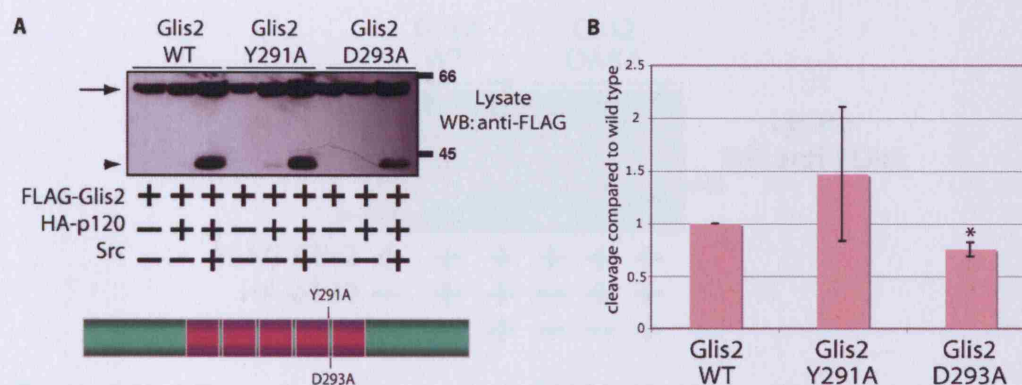 A
Glis2 WT
Glis2 Y291A
Glis2 D293A
66
Lysate
WB: anti-FLAG
45
FLAG-Glis2 + + + + + + + + +
HA-p120 − + + − + + − + +
Src − − + − − + − − +
Y291A
D293A
B
cleavage compared to wild type
2.5
2
1.5
1
0.5
0
*
Glis2 WT
Glis2 Y291A
Glis2 D293A